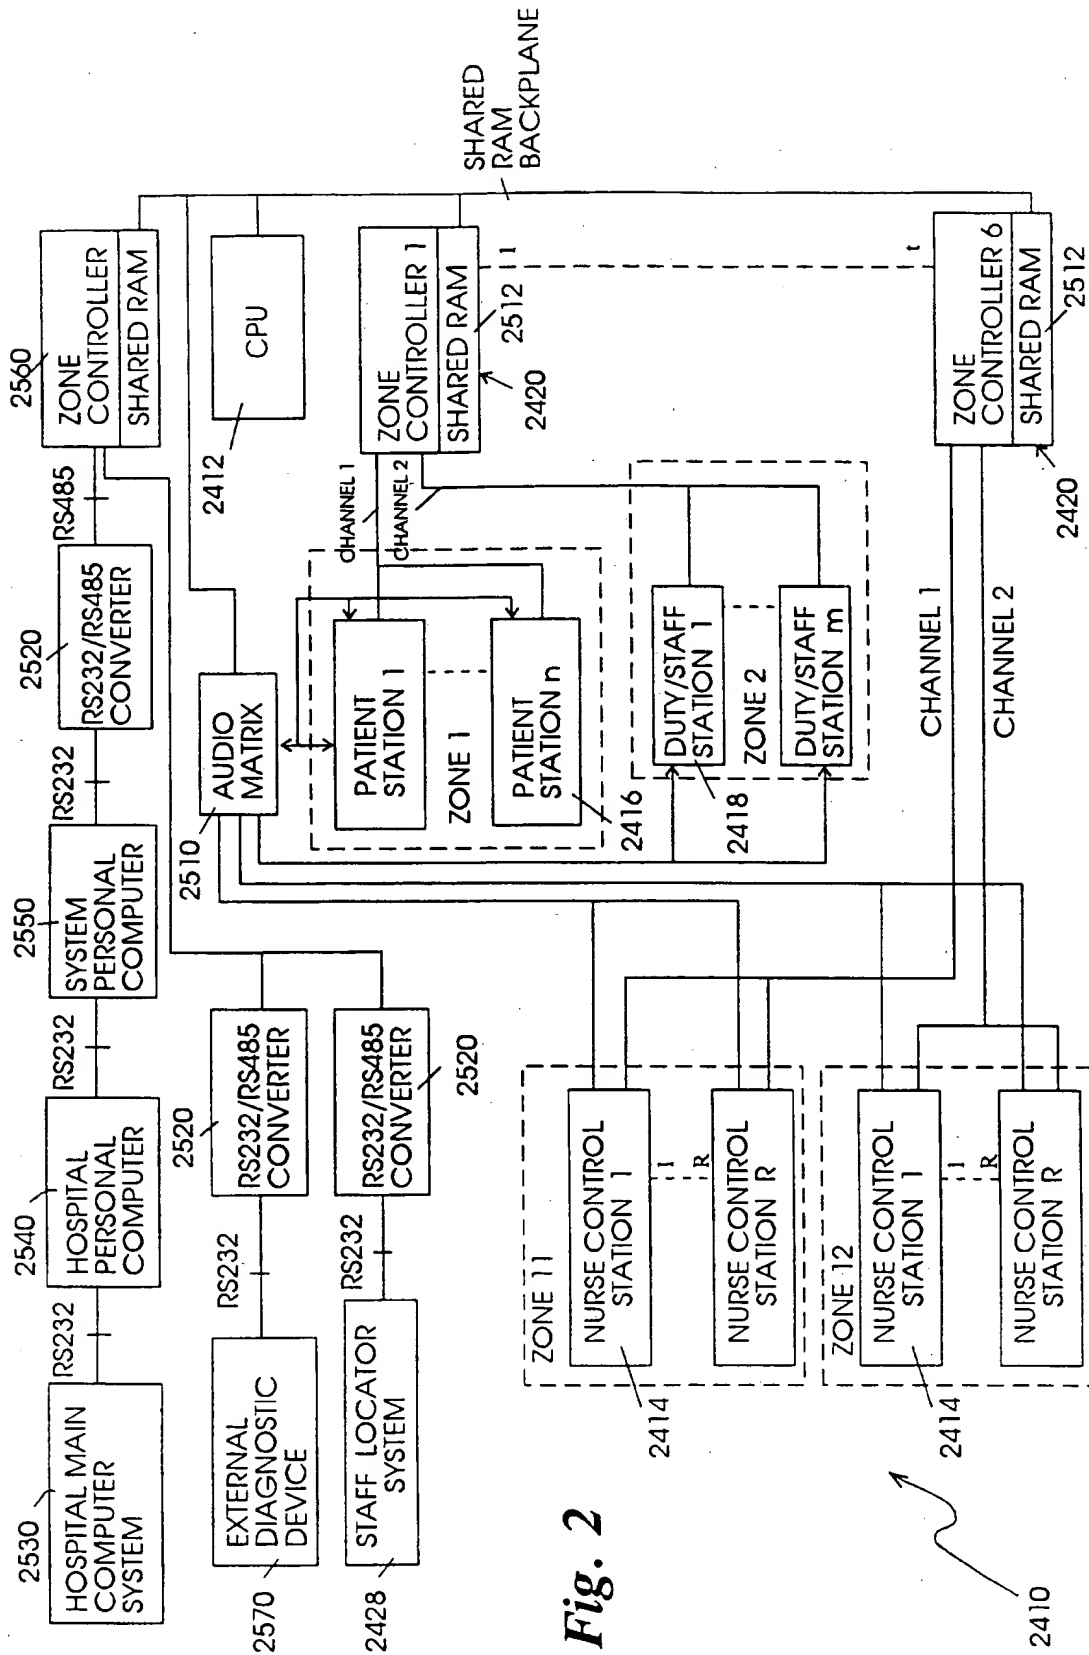 2530
HOSPITAL MAIN
COMPUTER
SYSTEM
RS232
2540
HOSPITAL
PERSONAL
COMPUTER
RS232
2550
SYSTEM
PERSONAL
COMPUTER
RS232
2520
RS232/RS485
CONVERTER
RS485
2560
ZONE
CONTROLLER
SHARED RAM
2570
EXTERNAL
DIAGNOSTIC
DEVICE
RS232
2520
RS232/RS485
CONVERTER
2428
STAFF LOCATOR
SYSTEM
RS232
RS232/RS485
CONVERTER
2520
2510
AUDIO
MATRIX
2412
CPU
SHARED
RAM
BACKPLANE
PATIENT
STATION 1
ZONE 1
PATIENT
STATION n
2416
CHANNEL 1
CHANNEL 2
ZONE
CONTROLLER 1
SHARED RAM
2512
2420
1
t
DUTY/STAFF
STATION 1
2418
ZONE 2
DUTY/STAFF
STATION m
CHANNEL 1
CHANNEL 2
ZONE
CONTROLLER 6
SHARED RAM
2512
2420
ZONE 11
NURSE CONTROL
STATION 1
1
R
NURSE CONTROL
STATION R
2414
ZONE 12
NURSE CONTROL
STATION 1
1
R
NURSE CONTROL
STATION R
2414
Fig. 2
2410